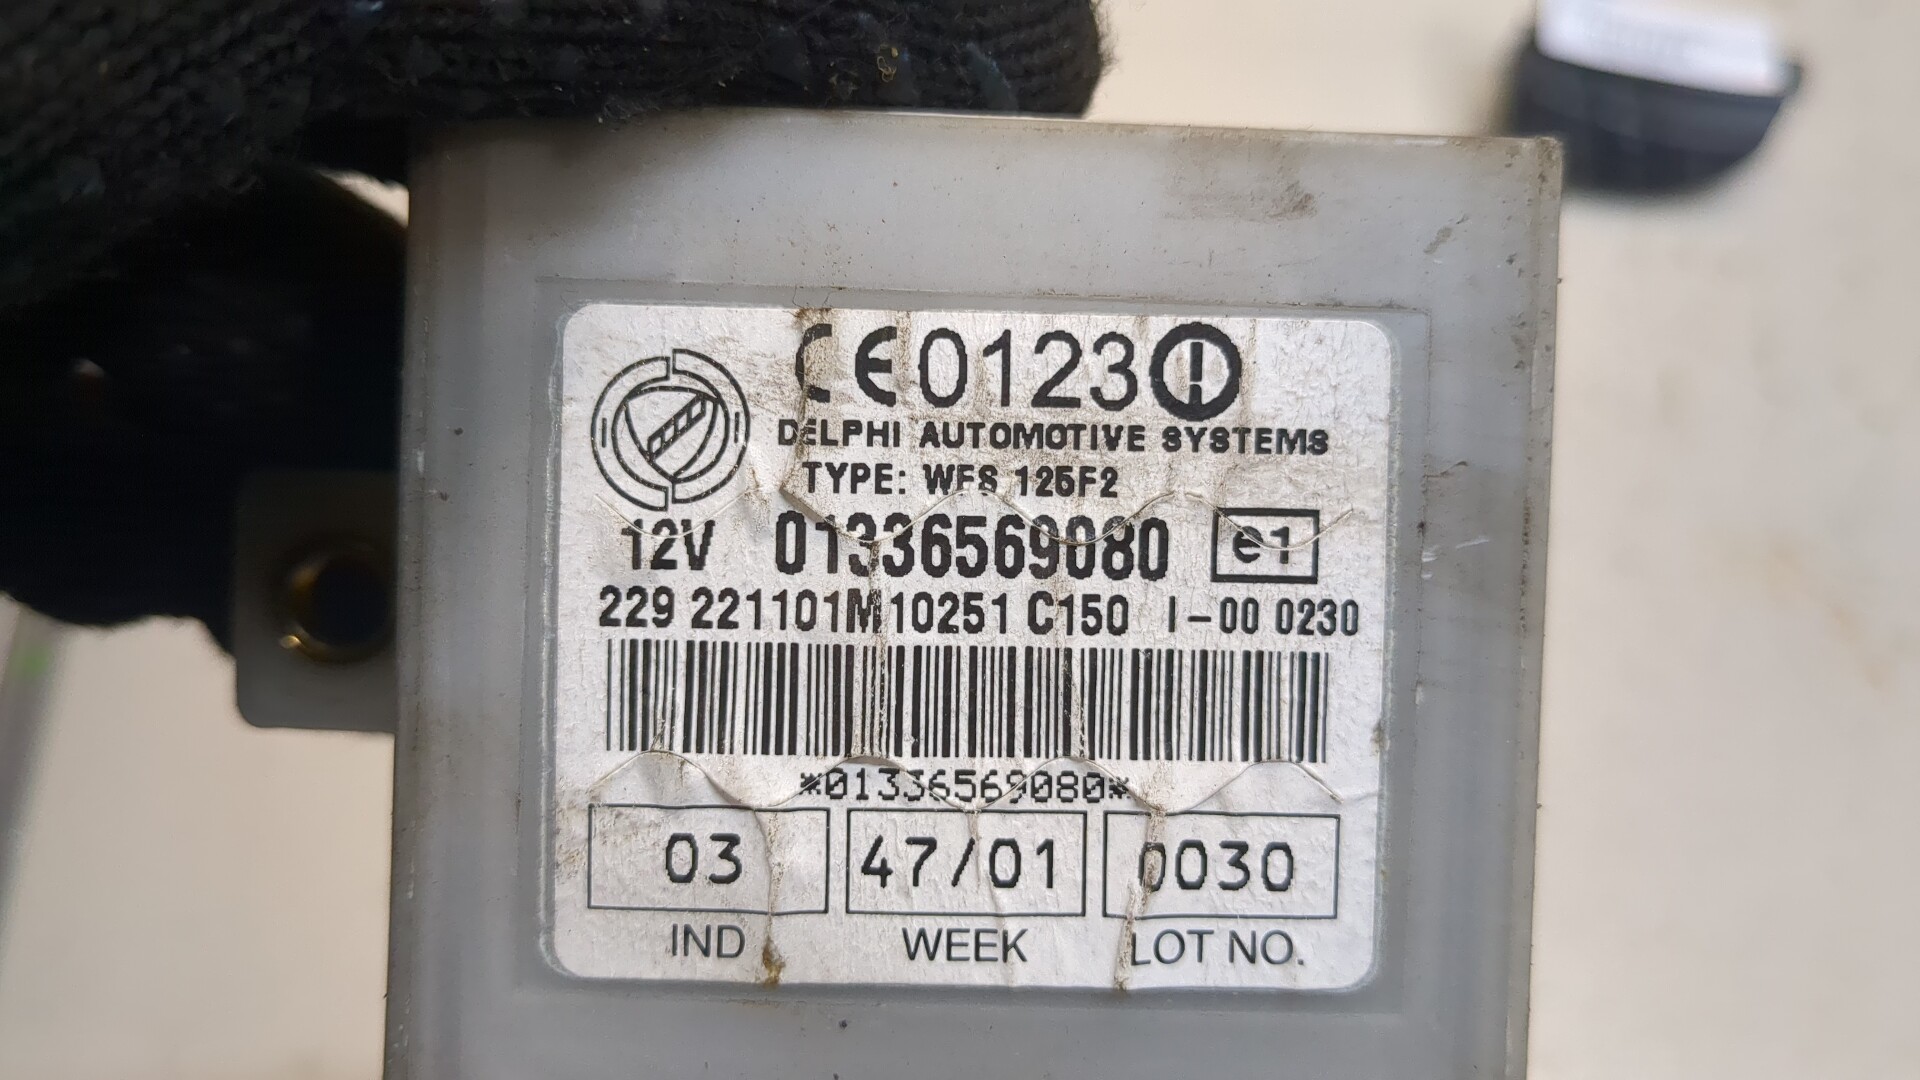 CE0123
DELPHI AUTOMOTIVE SYSTEMS
TYPE: WFS 125F2
12V 01336569080 e1
229 221101M10251 C150 I-00 0230
*01336569080*
03 47/01 0030
IND WEEK LOT NO.